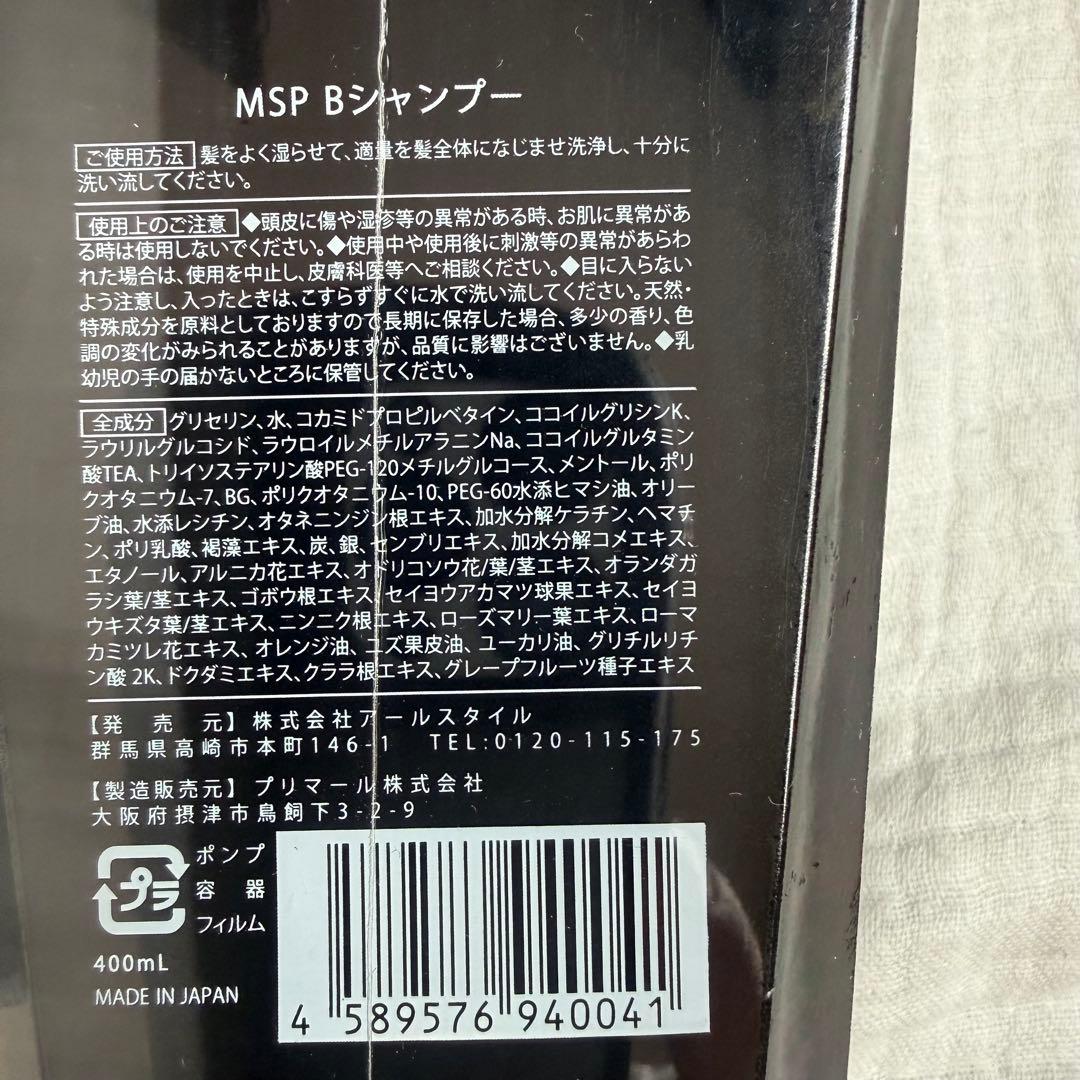 MSP Bシャンプー
ご使用方法 髪をよく湿らせて、適量を髪全体になじませ洗浄し、十分に
洗い流してください。
使用上のご注意 ◆頭皮に傷や湿疹等の異常がある時、お肌に異常があ
る時は使用しないでください。◆使用中や使用後に刺激等の異常があらわ
れた場合は、使用を中止し、皮膚科医等へご相談ください。◆目に入らない
よう注意し、入ったときは、こすらずすぐに水で洗い流してください。天然・
特殊成分を原料としておりますので長期に保存した場合、多少の香り、色
調の変化がみられることがありますが、品質に影響はございません。◆乳
幼児の手の届かないところに保管してください。
全成分 グリセリン、水、コカミドプロピルベタイン、ココイルグリシンK、
ラウリルグルコシド、ラウロイルメチルアラニンNa、ココイルグルタミン
酸TEA、トリイソステアリン酸PEG-120メチルグルコース、メントール、ポリ
クオタニウム-7、BG、ポリクオタニウム-10、PEG-60水添ヒマシ油、オリー
ブ油、水添レシチン、オタネニンジン根エキス、加水分解ケラチン、ヘマチ
ン、ポリ乳酸、褐藻エキス、炭、銀、センブリエキス、加水分解コメエキス、
エタノール、アルニカ花エキス、オドリコソウ花/葉/茎エキス、オランダガ
ラシ葉/茎エキス、ゴボウ根エキス、セイヨウアカマツ球果エキス、セイヨ
ウキズタ葉/茎エキス、ニンニク根エキス、ローズマリー葉エキス、ローマ
カミツレ花エキス、オレンジ油、ユズ果皮油、ユーカリ油、グリチルリチ
ン酸 2K、ドクダミエキス、クララ根エキス、グレープフルーツ種子エキス
【発 売 元】株式会社アールスタイル
群馬県高崎市本町146-1 TEL:0120-115-175
【製造販売元】プリマール株式会社
大阪府摂津市鳥飼下3-2-9
プラ
ポンプ
容器
フィルム
400mL
MADE IN JAPAN
4 589576 940041